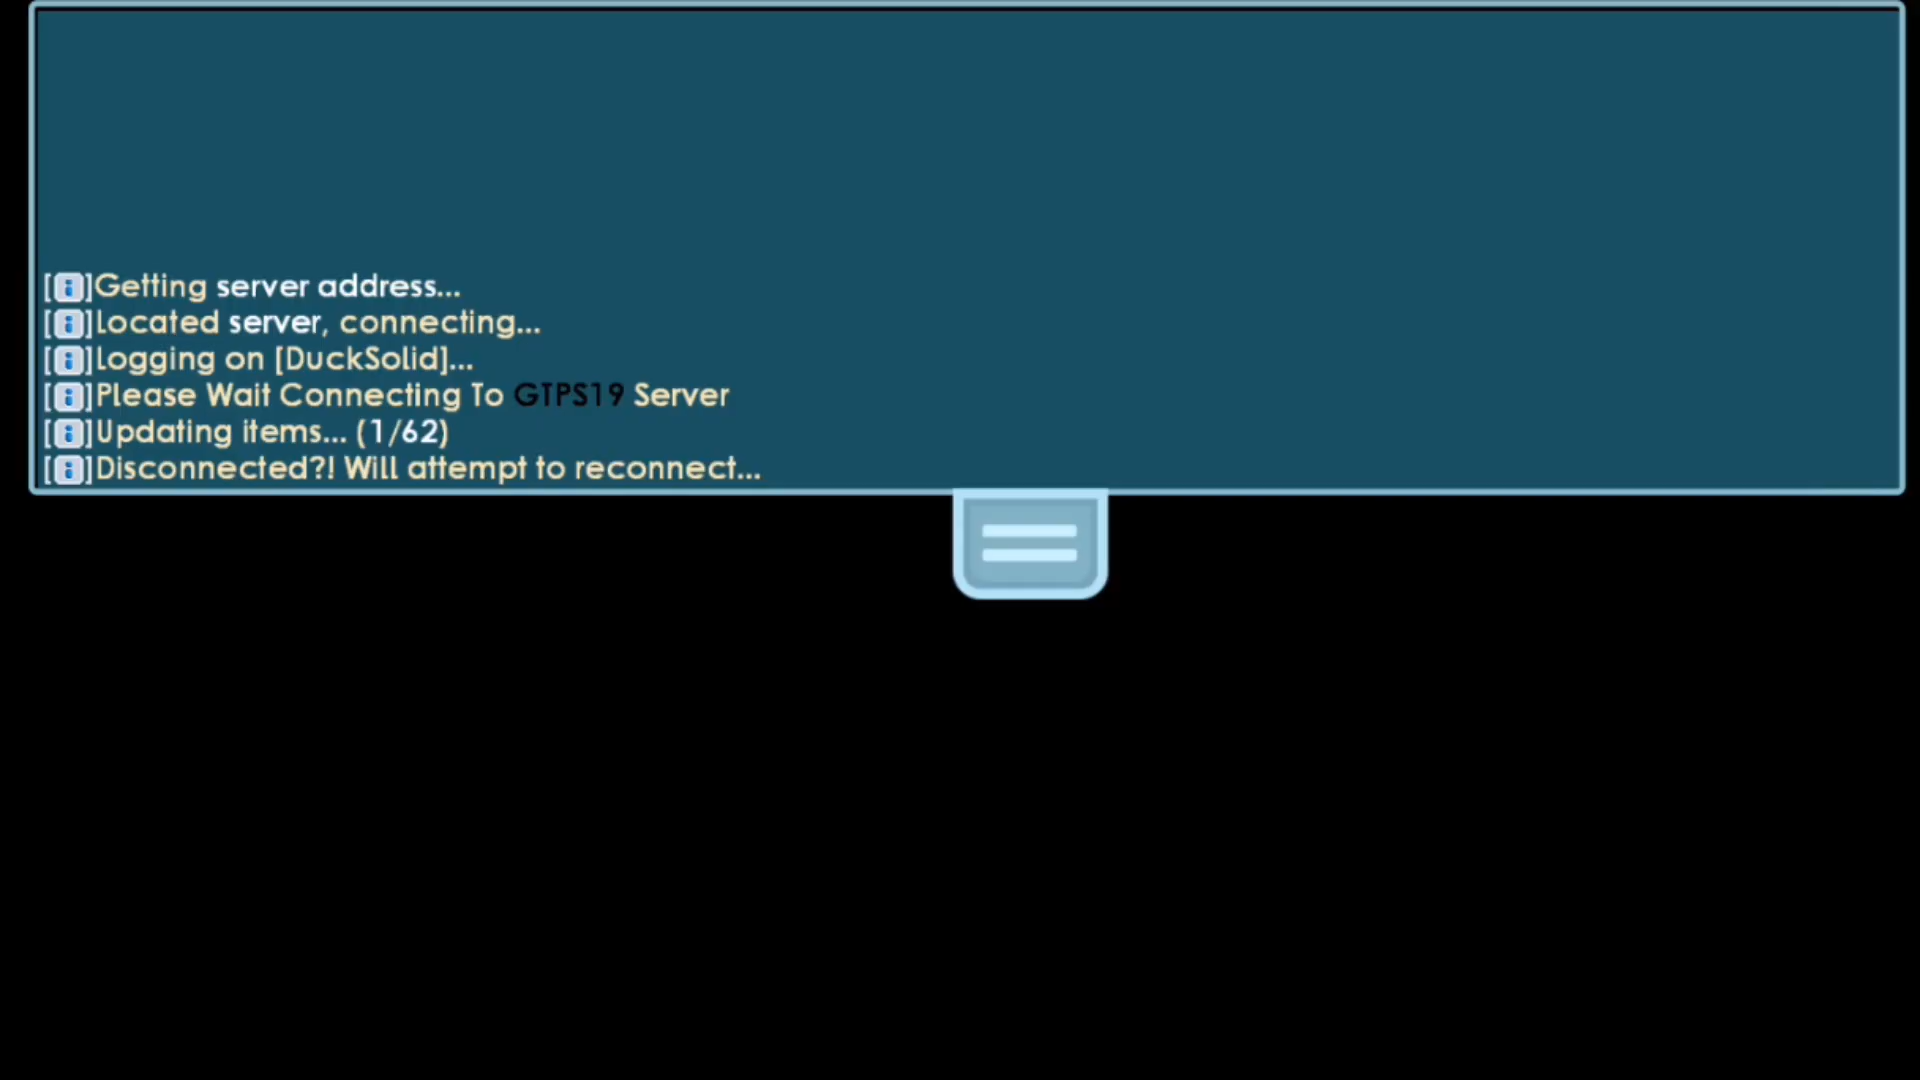 [i]Getting server address...
[i]Located server, connecting...
[i]Logging on [DuckSolid]...
[i]Please Wait Connecting To GTPS19 Server
[i]Updating items... (1/62)
[i]Disconnected?! Will attempt to reconnect...